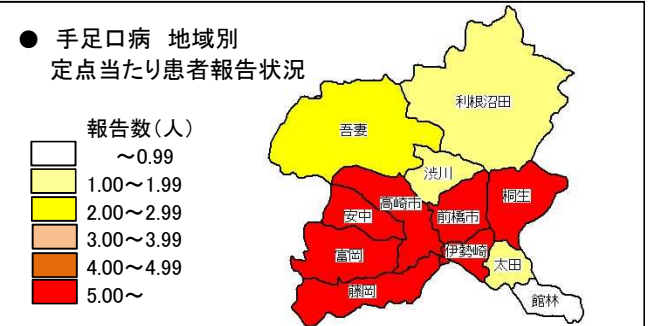 ● 手足口病 地域別
定点当たり患者報告状況
報告数（人）
～0.99
1.00～1.99
2.00～2.99
3.00～3.99
4.00～4.99
5.00～
利根沼田
吾妻
渋川
高崎市
桐生
安中
前橋市
富岡
伊勢崎
太田
藤岡
館林